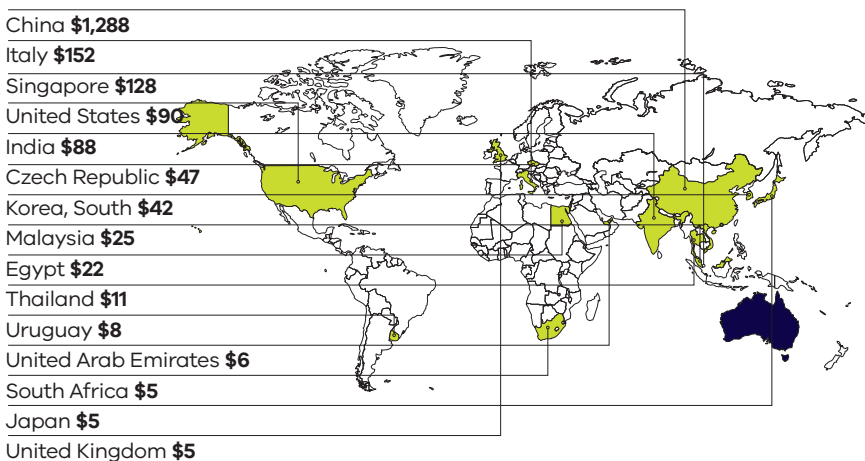 China $1,288
Italy $152
Singapore $128
United States $90
India $88
Czech Republic $47
Korea, South $42
Malaysia $25
Egypt $22
Thailand $11
Uruguay $8
United Arab Emirates $6
South Africa $5
Japan $5
United Kingdom $5